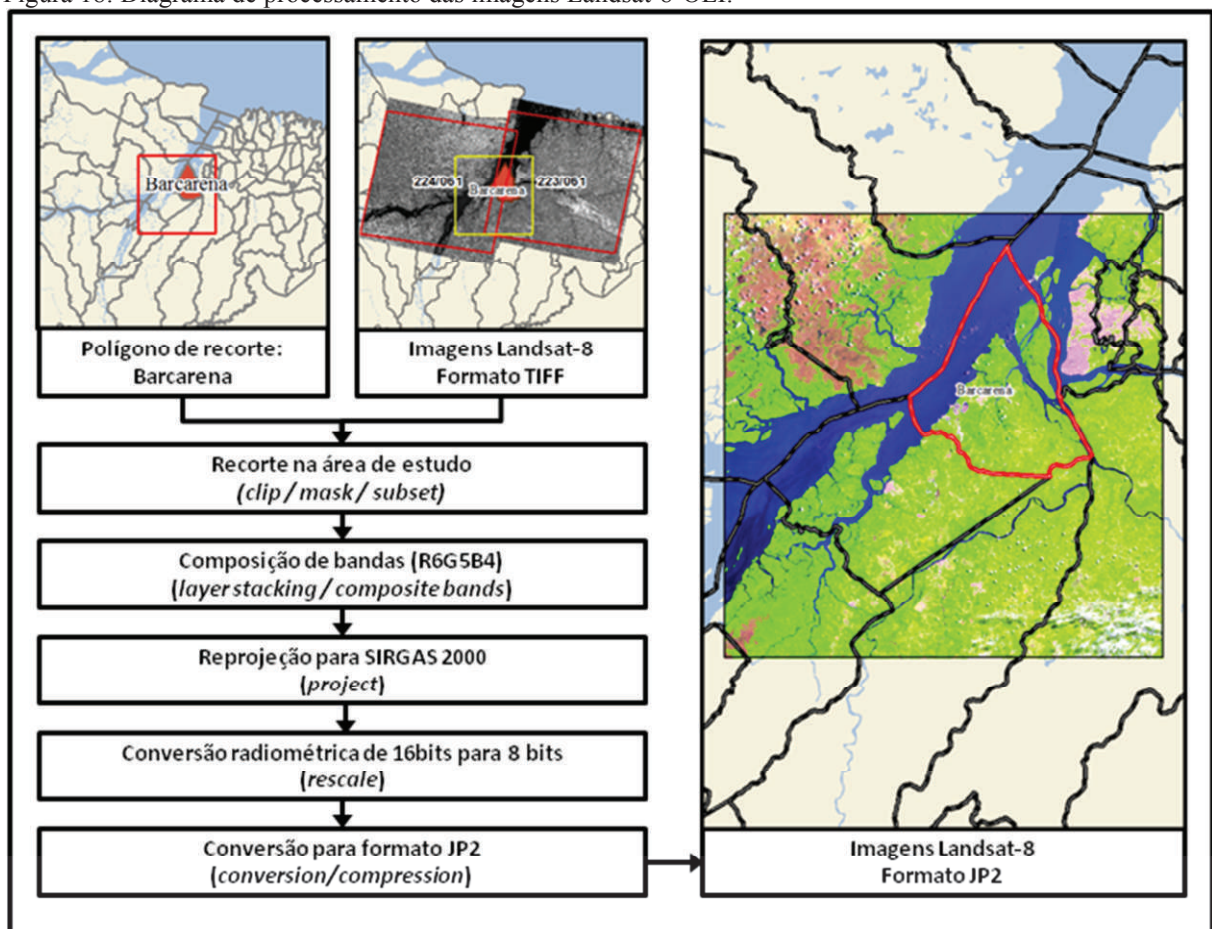 Figura 16: Diagrama de processamento das imagens Landsat-8 OLI.
Barcarena
224/061
223/061
Barcarena
Polígono de recorte:
Barcarena
Imagens Landsat-8
Formato TIFF
Recorte na área de estudo
(clip / mask / subset)
Composição de bandas (R6G5B4)
(layer stacking / composite bands)
Reprojeção para SIRGAS 2000
(project)
Conversão radiométrica de 16bits para 8 bits
(rescale)
Conversão para formato JP2
(conversion/compression)
Barcarena
Imagens Landsat-8
Formato JP2